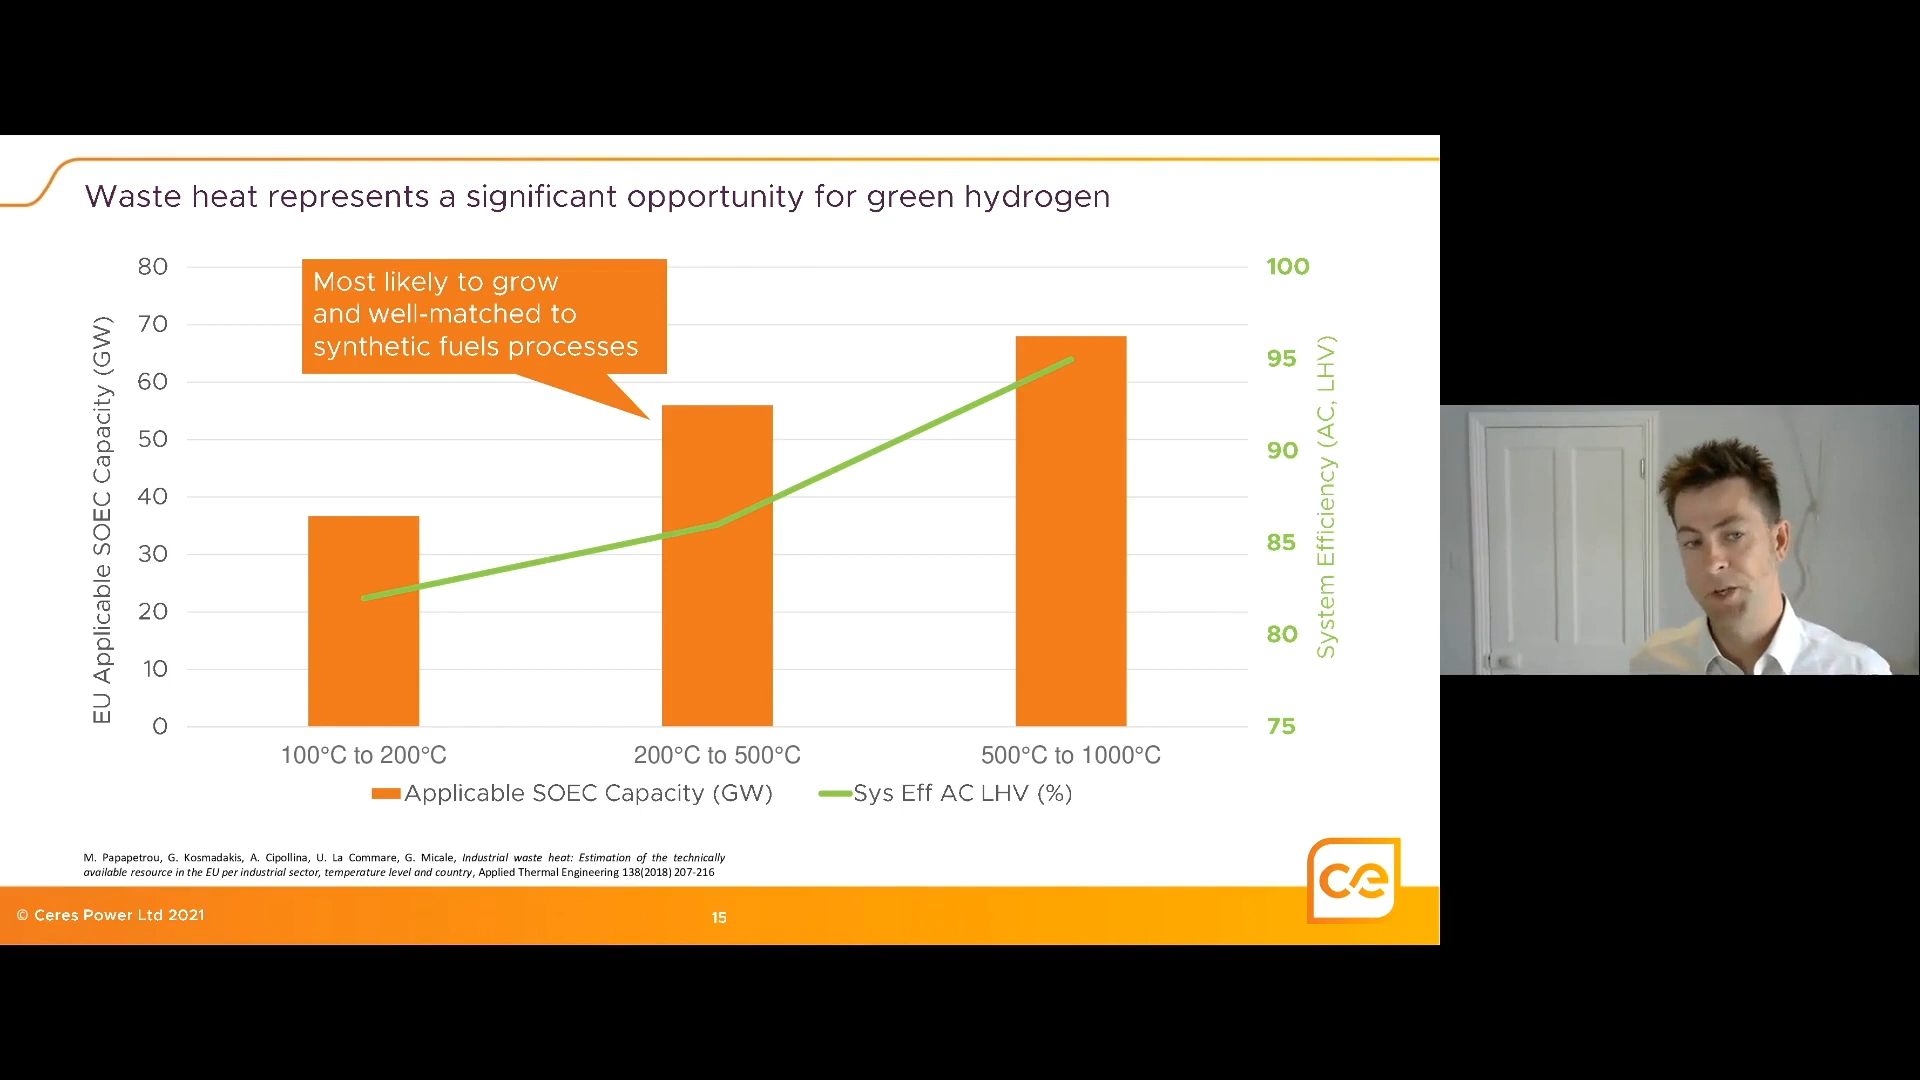 Waste heat represents a significant opportunity for green hydrogen
Most likely to grow
and well-matched to
synthetic fuels processes
EU Applicable SOEC Capacity (GW)
80
70
60
50
40
30
20
10
0
100
95
90
85
80
75
System Efficiency (AC, LHV)
100°C to 200°C
200°C to 500°C
500°C to 1000°C
Applicable SOEC Capacity (GW)
Sys Eff AC LHV (%)
M. Papapetrou, G. Kosmadakis, A. Cipollina, U. La Commare, G. Micale, Industrial waste heat: Estimation of the technically
available resource in the EU per industrial sector, temperature level and country, Applied Thermal Engineering 138(2018) 207-216
© Ceres Power Ltd 2021
15
ce